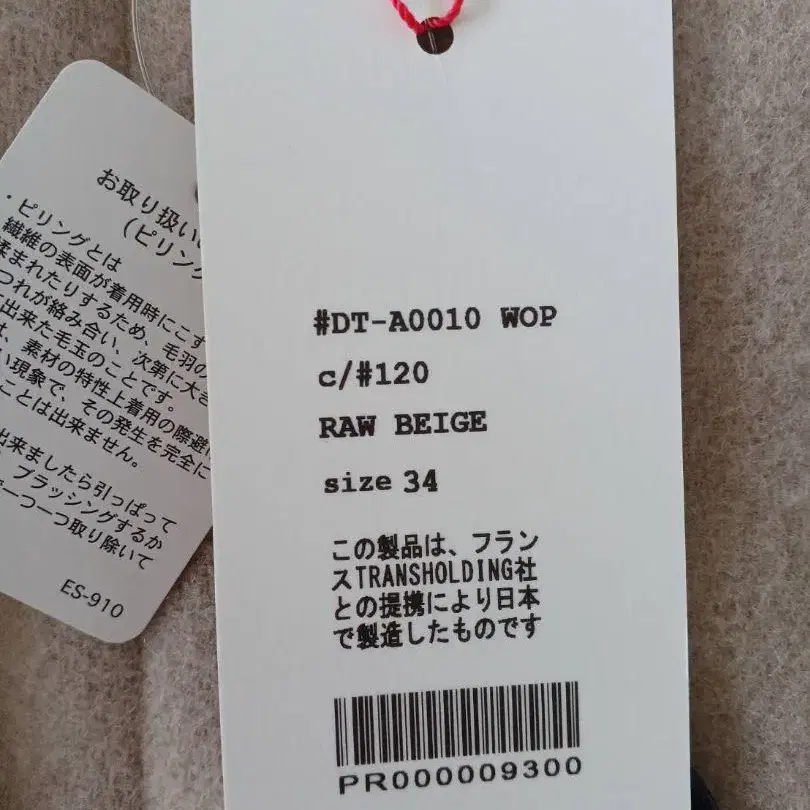 お取り扱い
（ピリング
・ピリングとは
繊維の表面が着用時にこす
揉まれたりするため、毛羽の
つれが絡み合い、次第に大き
出来た毛玉のことです。
、素材の特性上着用の際避
い現象で、その発生を完全に
ことは出来ません。
出来ましたら引っぱって
、ブラッシングするか
一つ一つ取り除いて
ES-910
#DT-A0010 WOP
c/#120
RAW BEIGE
size 34
この製品は、フラン
スTRANSHOLDING社
との提携により日本
で製造したものです
PR000009300